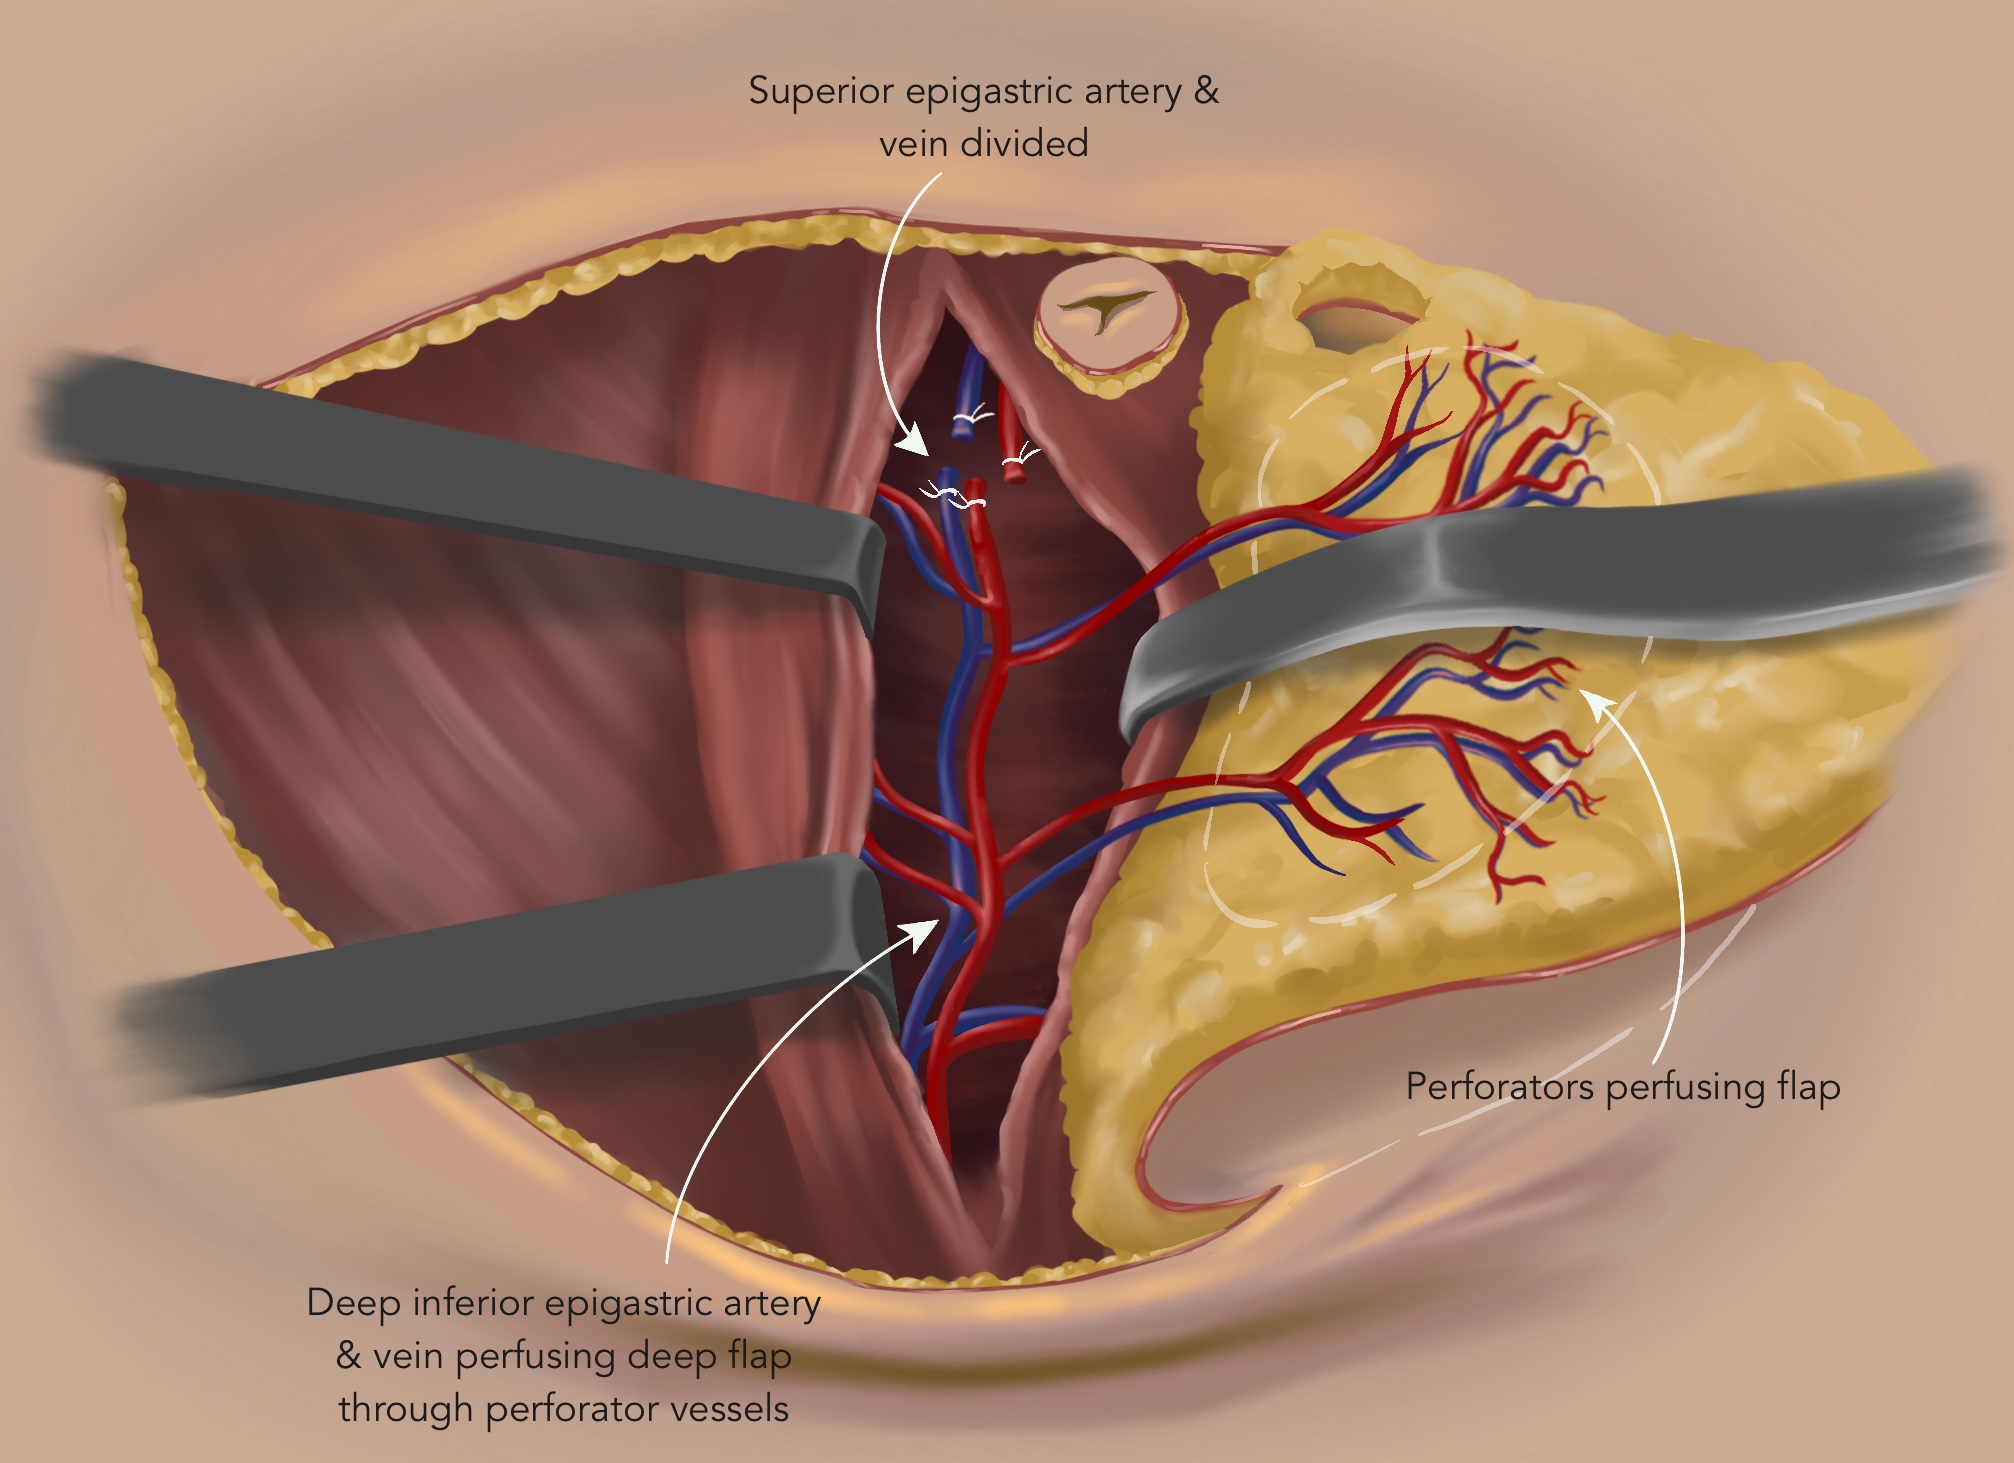 Superior epigastric artery &
vein divided
Perforators perfusing flap
Deep inferior epigastric artery
& vein perfusing deep flap
through perforator vessels